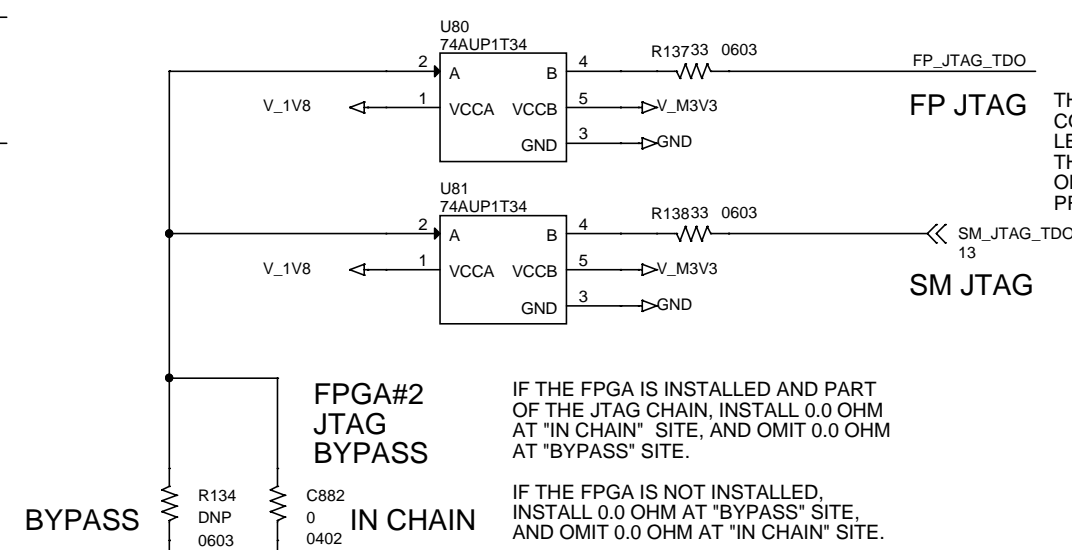 U80
74AUP1T34
2
A
B
4
R13733 0603
FP_JTAG_TDO
V_1V8
1
VCCA
VCCB
5
V_M3V3
FP JTAG
GND
3
GND
U81
74AUP1T34
2
A
B
4
R13833 0603
SM_JTAG_TDO
13
V_1V8
1
VCCA
VCCB
5
V_M3V3
SM JTAG
GND
3
GND
FPGA#2
JTAG
BYPASS
IF THE FPGA IS INSTALLED AND PART
OF THE JTAG CHAIN, INSTALL 0.0 OHM
AT "IN CHAIN" SITE, AND OMIT 0.0 OHM
AT "BYPASS" SITE.
IF THE FPGA IS NOT INSTALLED,
INSTALL 0.0 OHM AT "BYPASS" SITE,
AND OMIT 0.0 OHM AT "IN CHAIN" SITE.
BYPASS
R134
DNP
0603
C882
0
0402
IN CHAIN